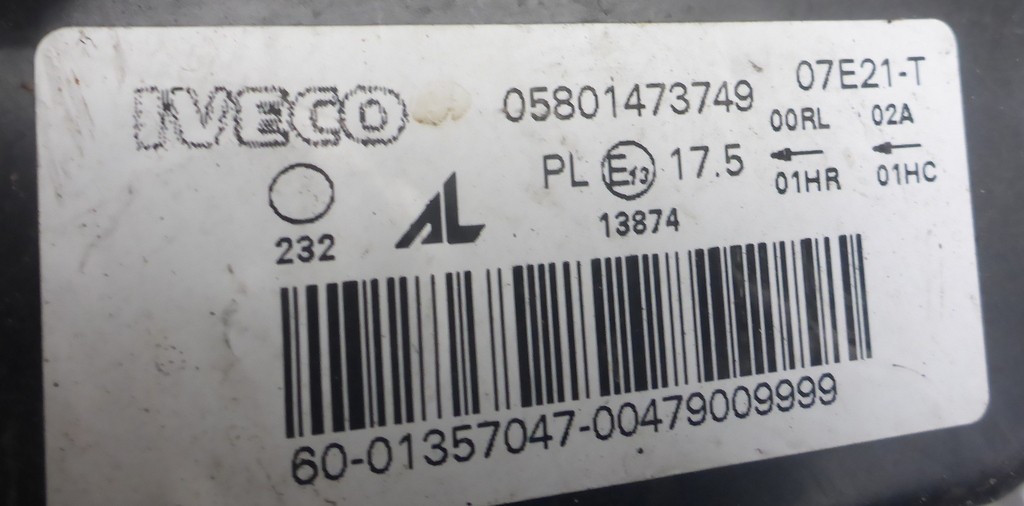 IVECO 05801473749 07E21-T
00RL 02A
PL E13 17.5 01HR 01HC
232 AL 13874
60-01357047-00479009999